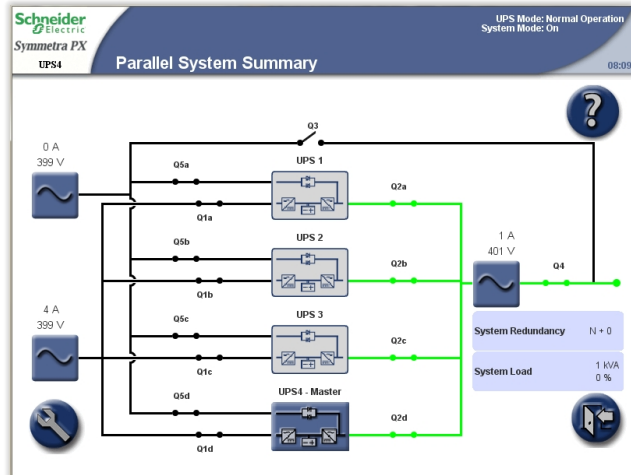 Schneider
Electric
Symmetra PX
UPS4
Parallel System Summary
UPS Mode: Normal Operation
System Mode: On
08:09
?
Q3
0 A
399 V
Q5a
UPS 1
Q2a
Q1a
Q5b
UPS 2
Q2b
Q1b
1 A
401 V
Q4
4 A
399 V
Q5c
UPS 3
Q2c
Q1c
System Redundancy N + 0
System Load 1 kVA
0 %
Q5d
UPS4 - Master
Q2d
Q1d